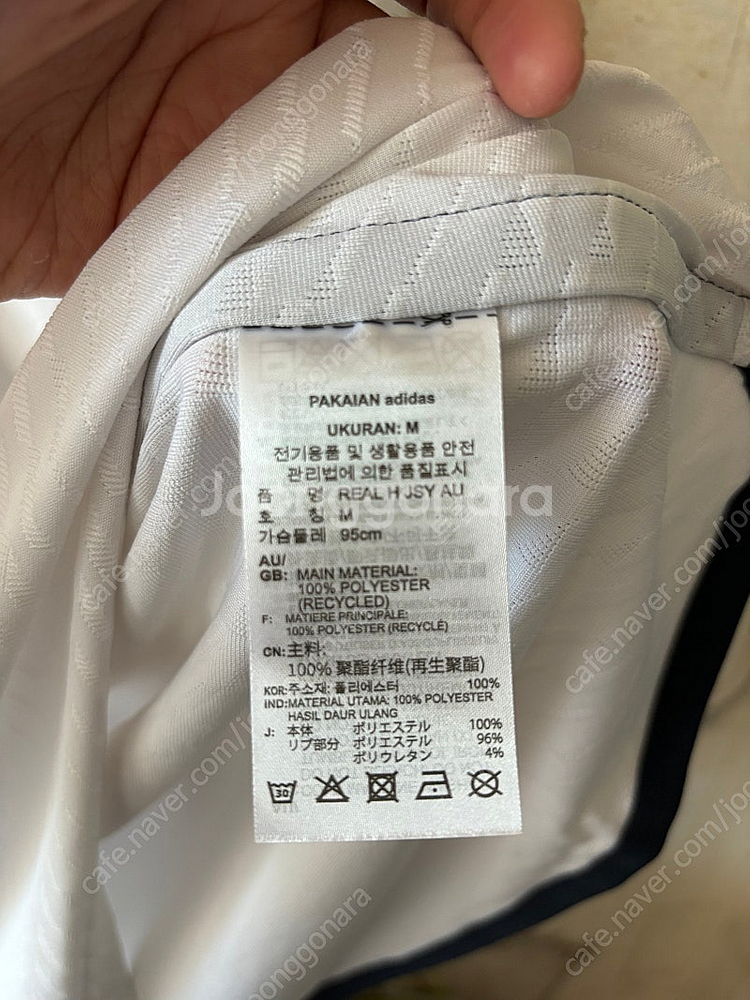 PAKAIAN adidas
UKURAN: M
전기용품 및 생활용품 안전
관리법에 의한 품질표시
품 명 REAL H JSY AU
호 칭 M
가슴둘레 95cm
AU/
GB: MAIN MATERIAL:
100% POLYESTER
(RECYCLED)
F: MATIERE PRINCIPALE:
100% POLYESTER (RECYCLÉ)
CN: 主料:
100% 聚酯纤维(再生聚酯)
KOR: 주소재: 폴리에스터 100%
IND: MATERIAL UTAMA: 100% POLYESTER
HASIL DAUR ULANG
J: 本体 ポリエステル 100%
リブ部分 ポリエステル 96%
ポリウレタン 4%
30
Joonggonara
cafe.naver.com/joonggonara